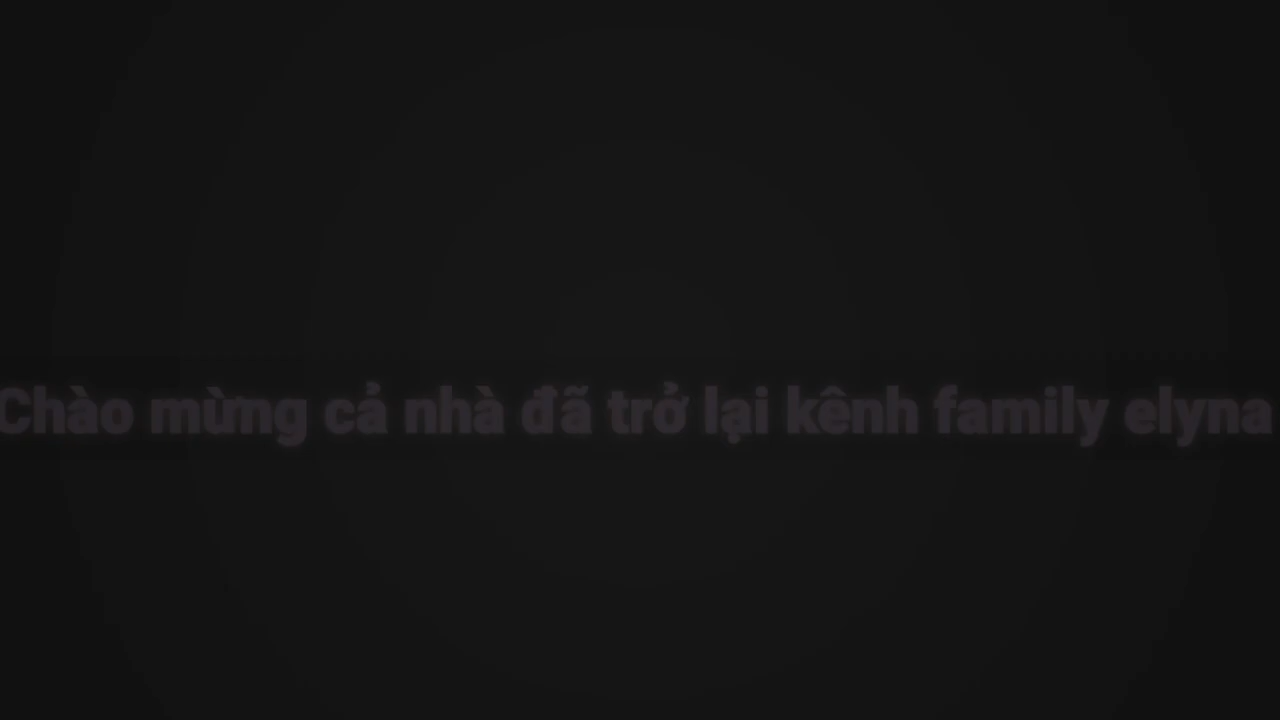 Chào mừng cả nhà đã trở lại kênh family elyna